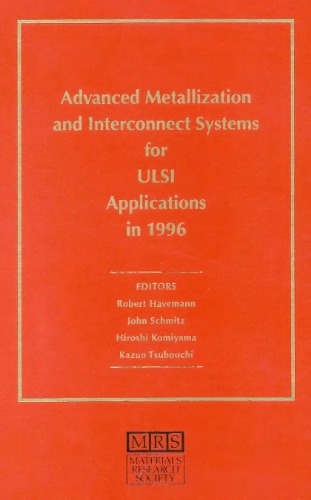 Advanced Metallization
and Interconnect Systems
for
ULSI
Applications
in 1996
EDITORS
Robert Havemann
John Schmitz
Hiroshi Komiyama
Kazuo Tsubouchi
MRS
MATERIALS
RESEARCH
SOCIETY